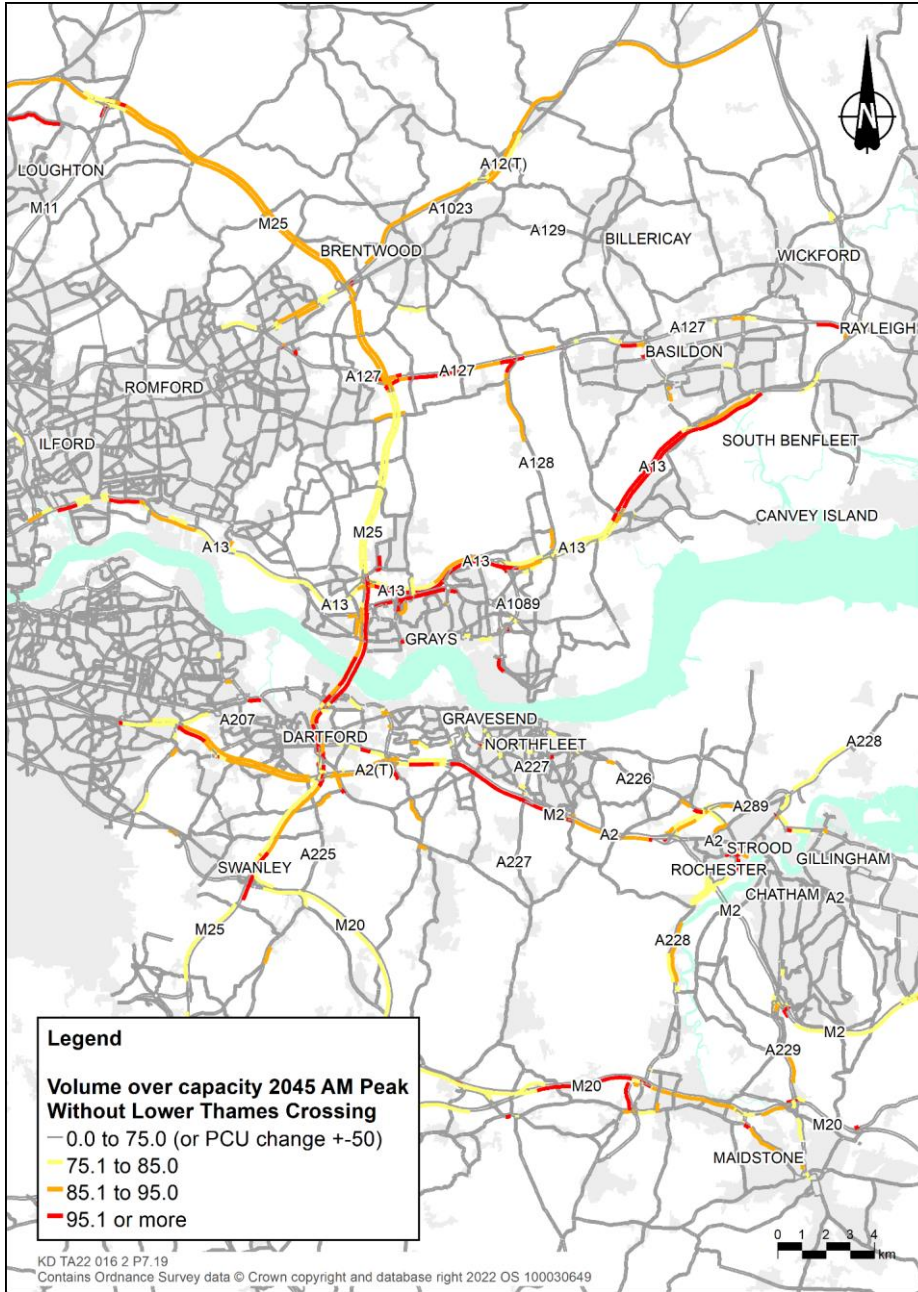 N
LOUGHTON
M11
A12(T)
M25
A1023
BRENTWOOD
A129
BILLERICAY
WICKFORD
A127
RAYLEIGH
BASILDON
A127
A127
ROMFORD
ILFORD
A128
SOUTH BENFLEET
A13
CANVEY ISLAND
M25
A13
A13
A13
A13
A13
A1089
GRAYS
A207
DARTFORD
GRAVESEND
NORTHFLEET
A228
A2(T)
A227
A226
A289
M2
A2
A2
STROOD
GILLINGHAM
SWANLEY
A225
A227
ROCHESTER
CHATHAM
A2
M2
M25
M20
A228
M2
A229
M20
M20
MAIDSTONE
Legend
Volume over capacity 2045 AM Peak
Without Lower Thames Crossing
0.0 to 75.0 (or PCU change +-50)
75.1 to 85.0
85.1 to 95.0
95.1 or more
0 1 2 3 4
km
KD TA22 016 2 P7.19
Contains Ordnance Survey data © Crown copyright and database right 2022 OS 100030649